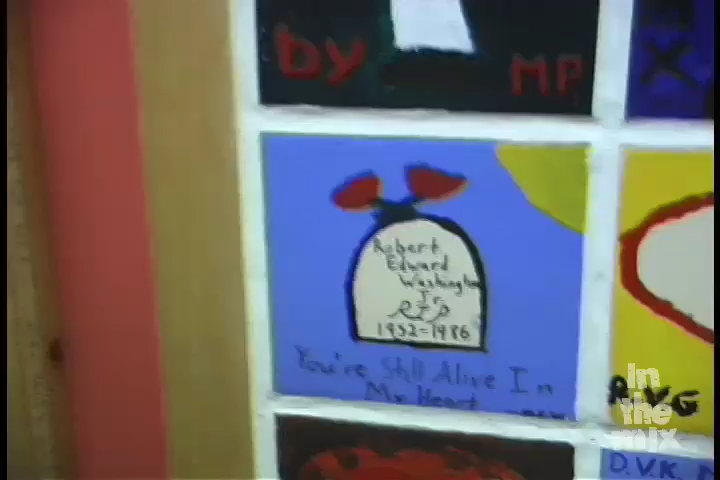 by MP
Robert
Edward
Washington
Jr.
RIP
1952-1986
You're Still Alive In
My Heart
R.V.G
D.V.K.
In
the
mix